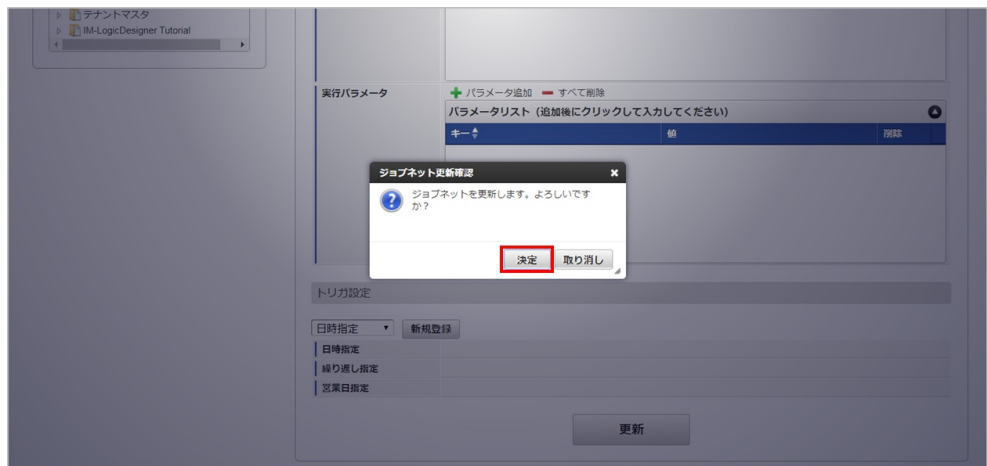 テナントマスタ
IM-LogicDesigner Tutorial
実行パラメータ
パラメータ追加 すべて削除
パラメータリスト（追加後にクリックして入力してください）
キー 値 削除
ジョブネット更新確認
ジョブネットを更新します。よろしいです
か？
決定 取り消し
トリガ設定
日時指定 新規登録
日時指定
繰り返し指定
営業日指定
更新